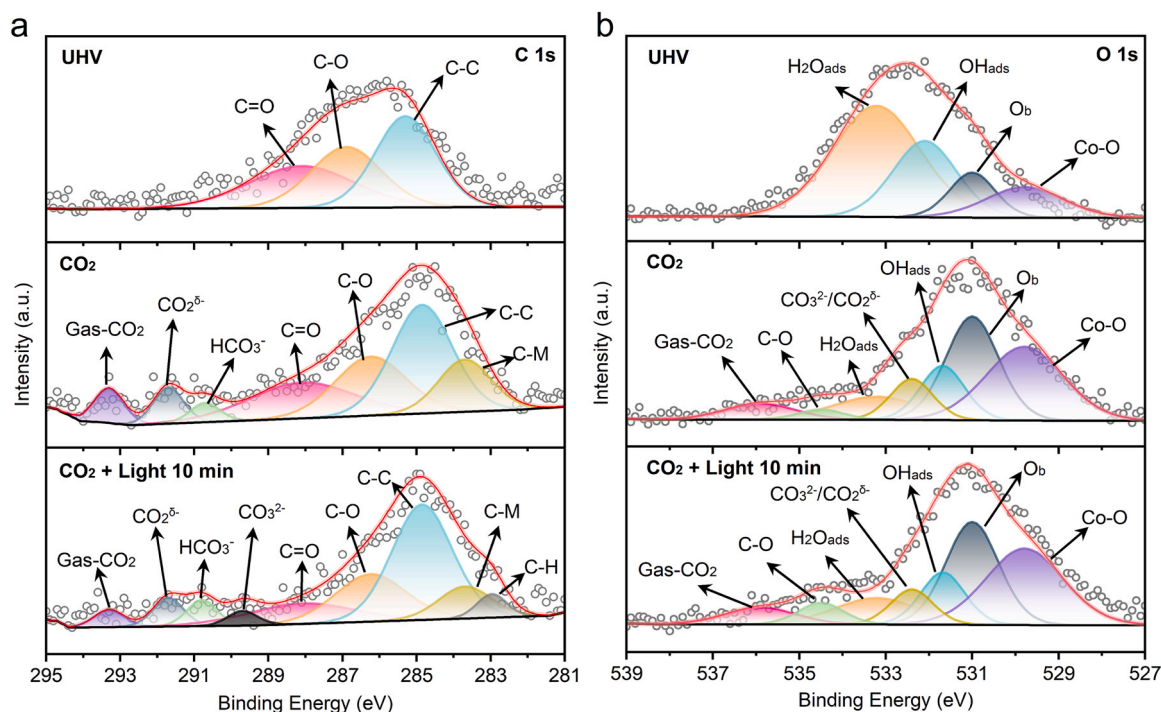 a
UHV
C 1s
C=O
C-O
C-C
CO₂
Gas-CO₂
CO₂ᵟ⁻
HCO₃⁻
C=O
C-O
C-C
C-M
CO₂ + Light 10 min
Gas-CO₂
CO₂ᵟ⁻
HCO₃⁻
CO₃²⁻
C=O
C-O
C-C
C-M
C-H
295 293 291 289 287 285 283 281
Binding Energy (eV)
Intensity (a.u.)
b
UHV
O 1s
H₂Oads
OHads
Ob
Co-O
CO₂
Gas-CO₂
C-O
H₂Oads
CO₃²⁻/CO₂ᵟ⁻
OHads
Ob
Co-O
CO₂ + Light 10 min
Gas-CO₂
C-O
H₂Oads
CO₃²⁻/CO₂ᵟ⁻
OHads
Ob
Co-O
539 537 535 533 531 529 527
Binding Energy (eV)
Intensity (a.u.)